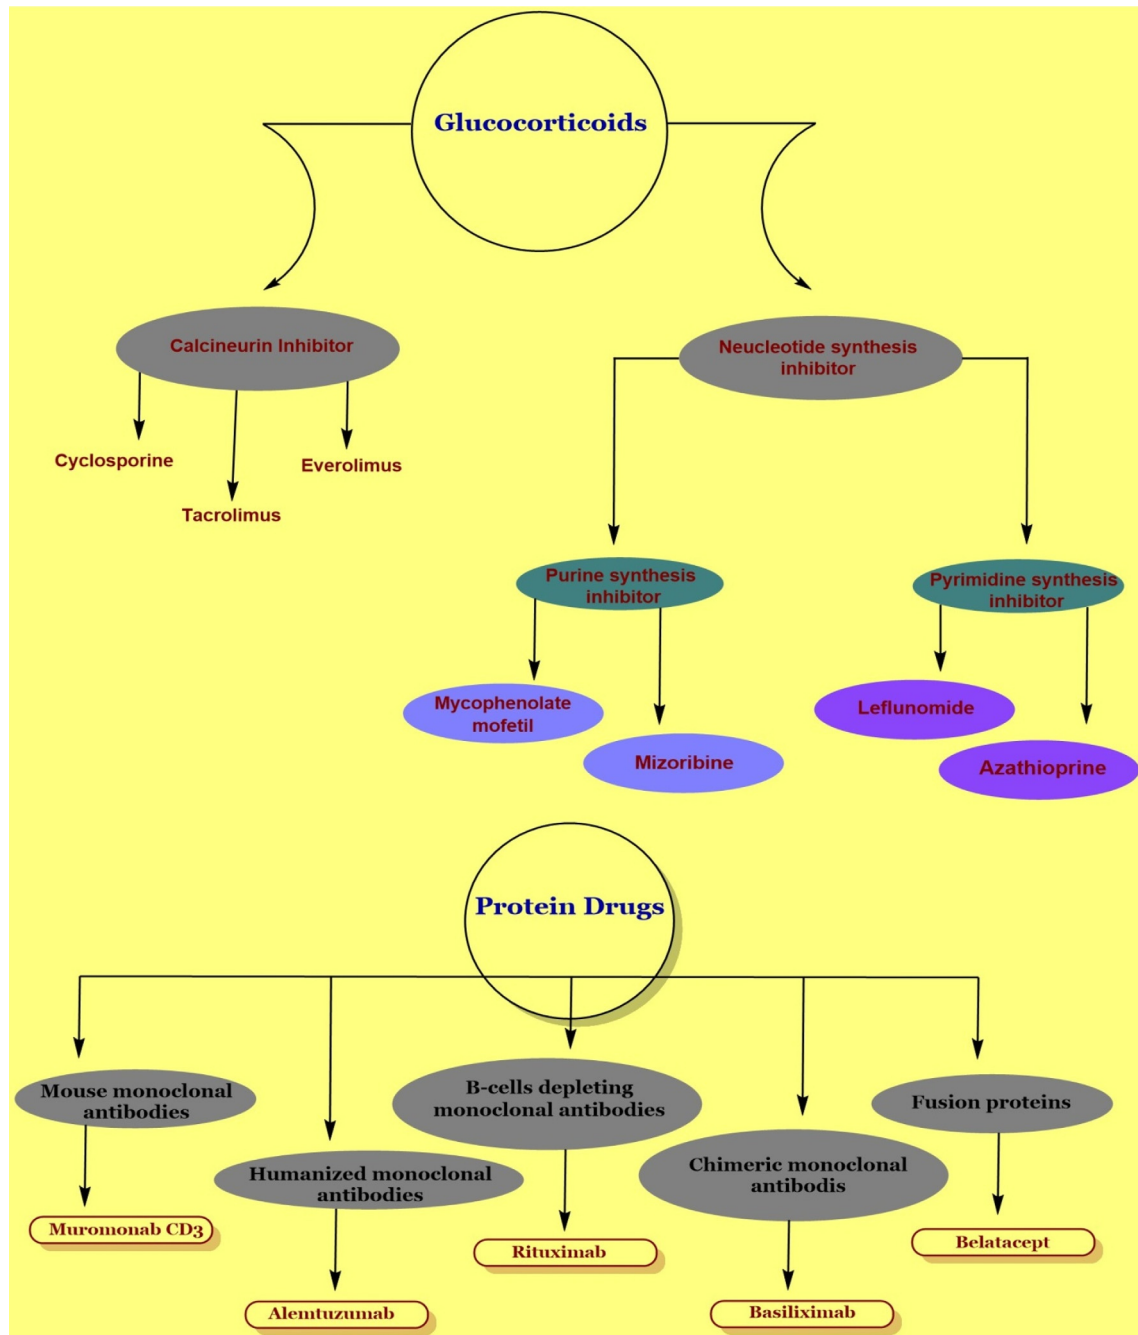 Glucocorticoids
Calcineurin Inhibitor
Neucleotide synthesis
inhibitor
Cyclosporine
Everolimus
Tacrolimus
Purine synthesis
inhibitor
Pyrimidine synthesis
inhibitor
Mycophenolate
mofetil
Mizoribine
Leflunomide
Azathioprine
Protein Drugs
Mouse monoclonal
antibodies
Humanized monoclonal
antibodies
B-cells depleting
monoclonal antibodies
Chimeric monoclonal
antibodis
Fusion proteins
Muromonab CD3
Alemtuzumab
Rituximab
Basiliximab
Belatacept